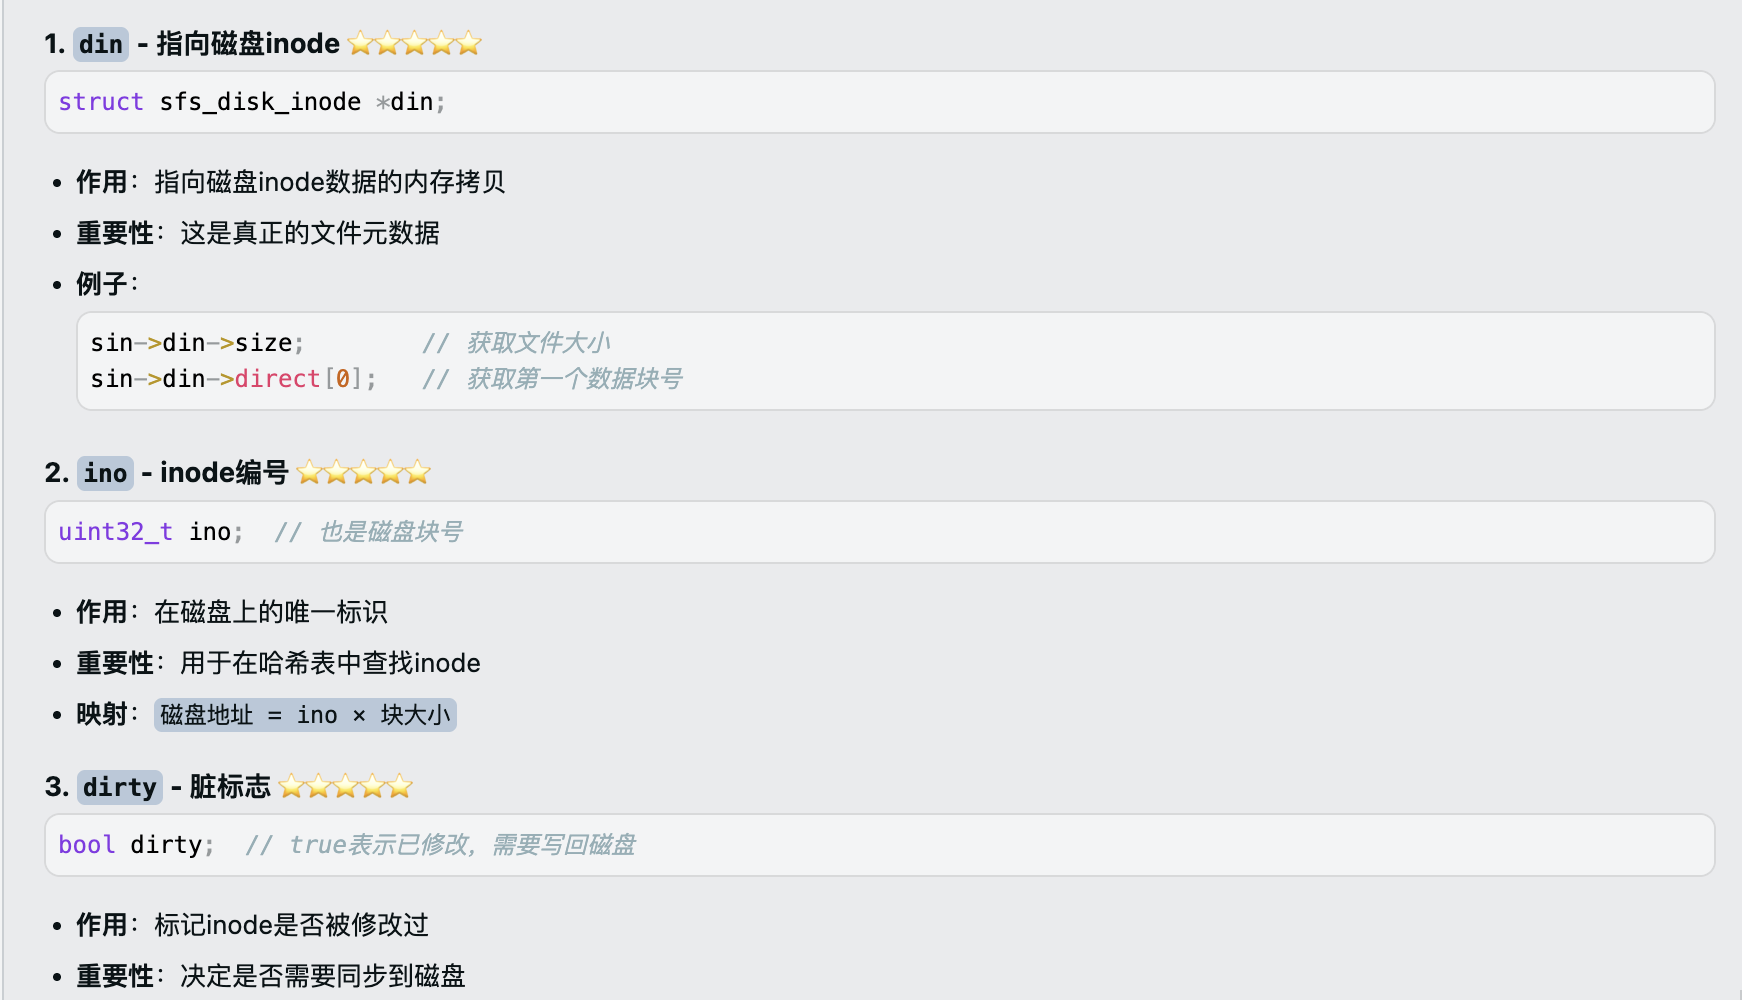 1. din - 指向磁盘inode ⭐⭐⭐⭐⭐
struct sfs_disk_inode *din;
• 作用：指向磁盘inode数据的内存拷贝
• 重要性：这是真正的文件元数据
• 例子：
sin->din->size;        // 获取文件大小
sin->din->direct[0];   // 获取第一个数据块号
2. ino - inode编号 ⭐⭐⭐⭐⭐
uint32_t ino;  // 也是磁盘块号
• 作用：在磁盘上的唯一标识
• 重要性：用于在哈希表中查找inode
• 映射：磁盘地址 = ino × 块大小
3. dirty - 脏标志 ⭐⭐⭐⭐⭐
bool dirty;  // true表示已修改，需要写回磁盘
• 作用：标记inode是否被修改过
• 重要性：决定是否需要同步到磁盘